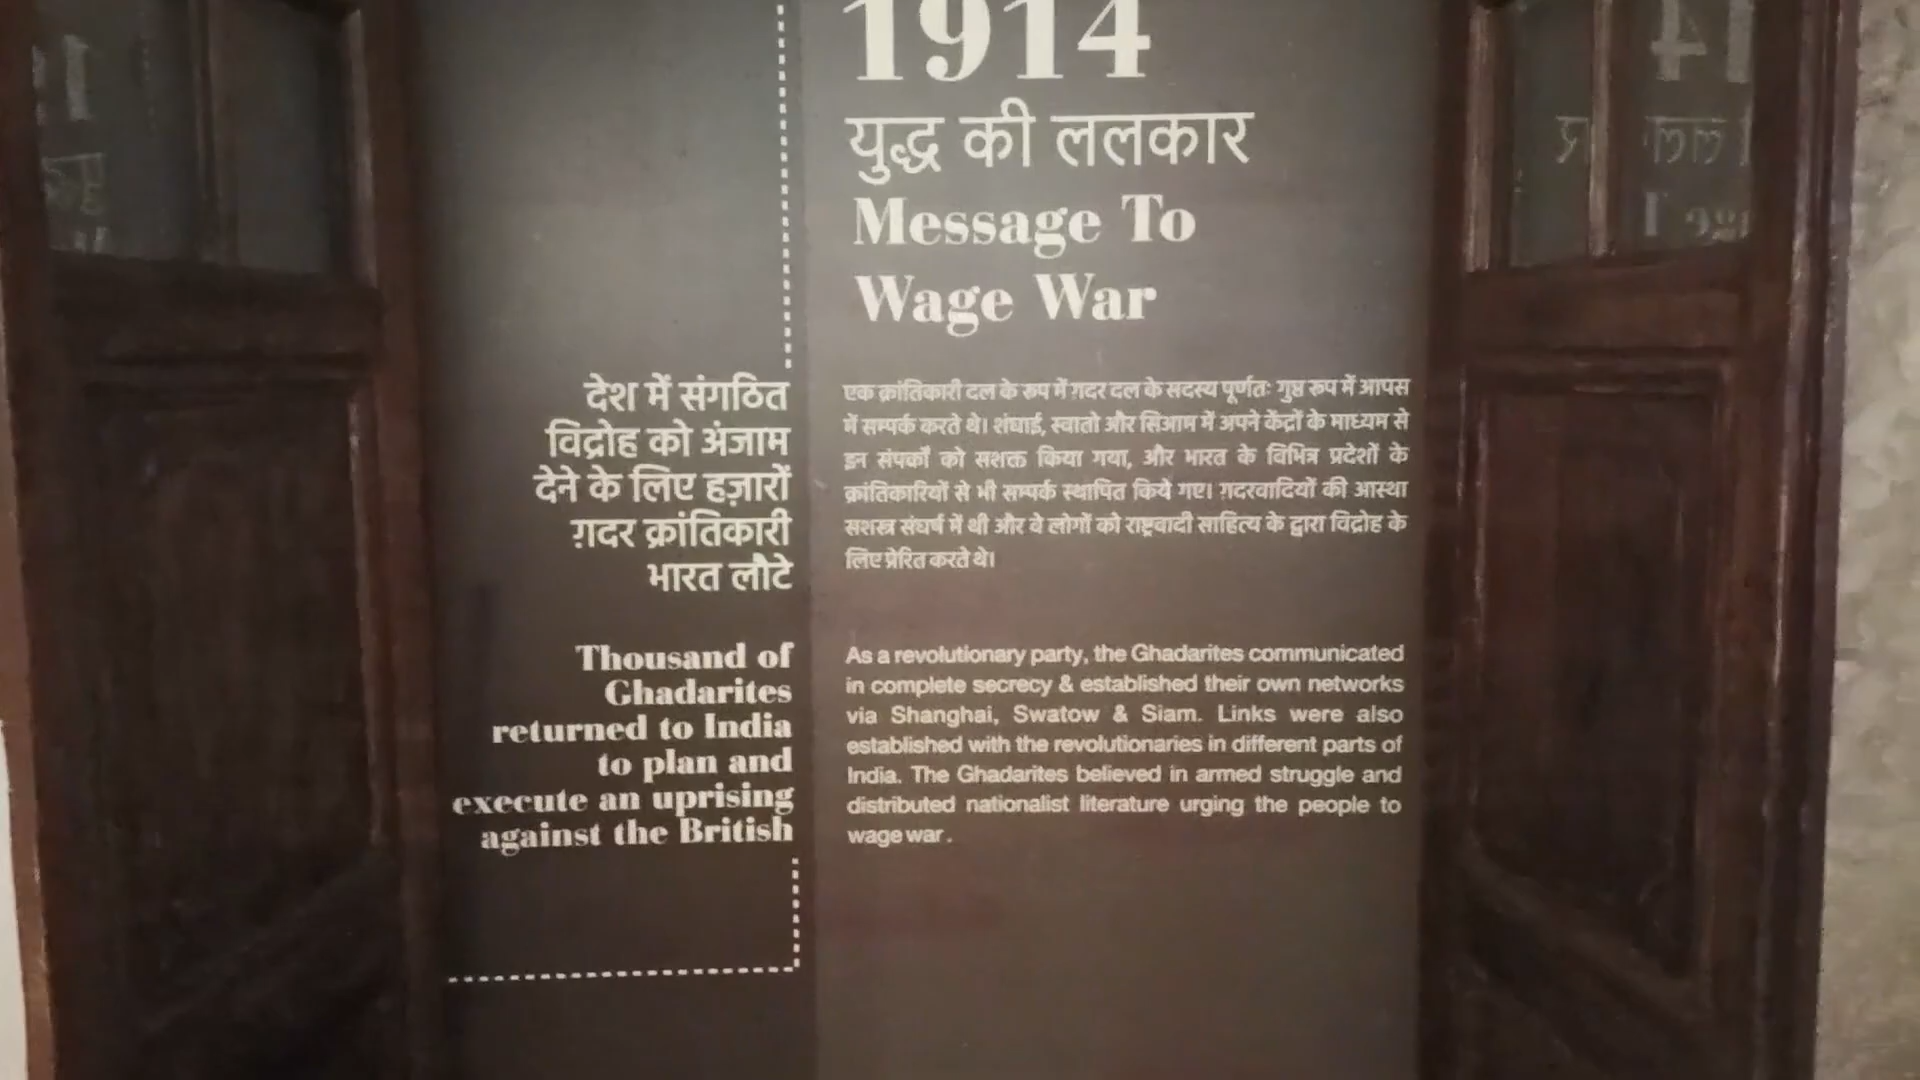 1914
युद्ध की ललकार
Message To
Wage War
देश में संगठित
विद्रोह को अंजाम
देने के लिए हज़ारों
ग़दर क्रांतिकारी
भारत लौटे
Thousand of
Ghadarites
returned to India
to plan and
execute an uprising
against the British
एक क्रांतिकारी दल के रूप में ग़दर दल के सदस्य पूर्णतः गुप्त रूप में आपस
में सम्पर्क करते थे। शंघाई, स्वातो और सिआम में अपने केंद्रों के माध्यम से
इन संपर्कों को सशक्त किया गया, और भारत के विभिन्न प्रदेशों के
क्रांतिकारियों से भी सम्पर्क स्थापित किये गए। ग़दरवादियों की आस्था
सशस्त्र संघर्ष में थी और वे लोगों को राष्ट्रवादी साहित्य के द्वारा विद्रोह के
लिए प्रेरित करते थे।
As a revolutionary party, the Ghadarites communicated
in complete secrecy & established their own networks
via Shanghai, Swatow & Siam. Links were also
established with the revolutionaries in different parts of
India. The Ghadarites believed in armed struggle and
distributed nationalist literature urging the people to
wage war.